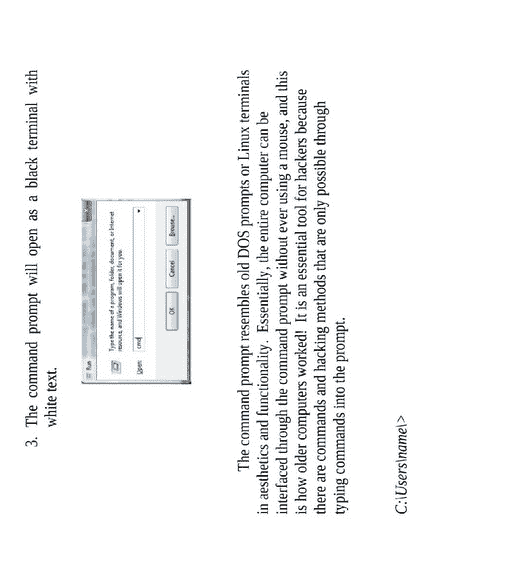 3. The command prompt will open as a black terminal with
white text.
Run
Type the name of a program, folder, document, or Internet
resource, and Windows will open it for you.
Open: cmd
OK Cancel Browse...
The command prompt resembles old DOS prompts or Linux terminals
in aesthetics and functionality. Essentially, the entire computer can be
interfaced through the command prompt without ever using a mouse, and this
is how older computers worked! It is an essential tool for hackers because
there are commands and hacking methods that are only possible through
typing commands into the prompt.
C:\Users\name\>